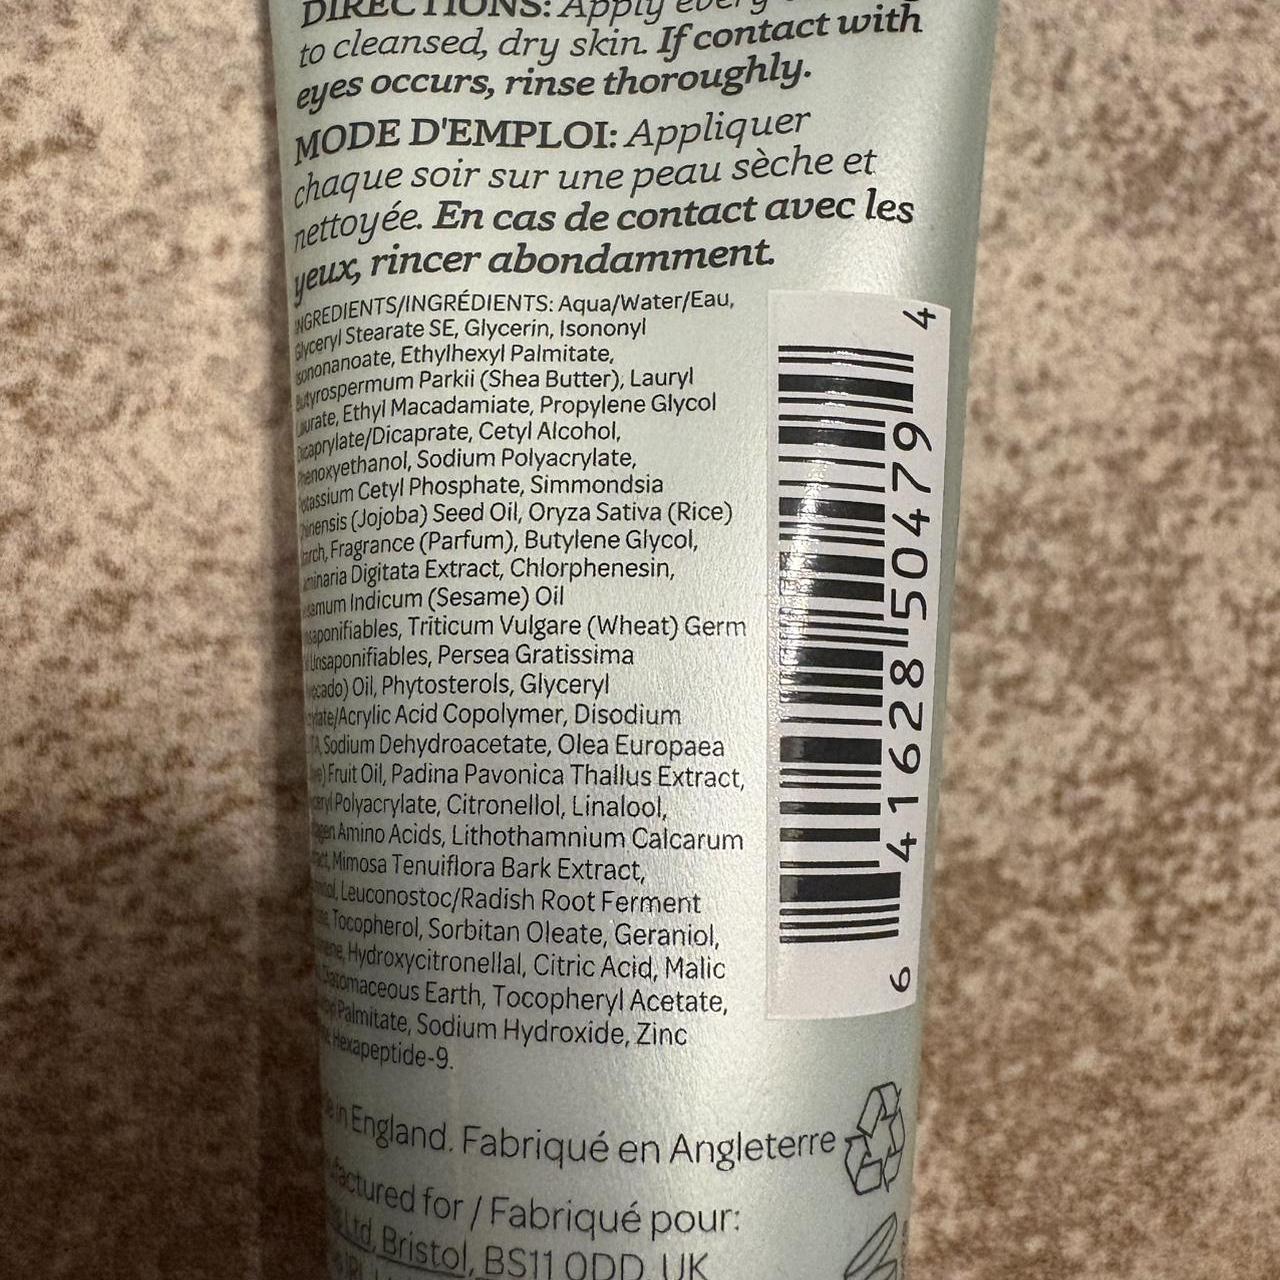 DIRECTIONS: Apply every
to cleansed, dry skin. If contact with
eyes occurs, rinse thoroughly.
MODE D'EMPLOI: Appliquer
chaque soir sur une peau sèche et
nettoyée. En cas de contact avec les
yeux, rincer abondamment.
INGREDIENTS/INGRÉDIENTS: Aqua/Water/Eau,
Glyceryl Stearate SE, Glycerin, Isononyl
Isononanoate, Ethylhexyl Palmitate,
Butyrospermum Parkii (Shea Butter), Lauryl
Laurate, Ethyl Macadamiate, Propylene Glycol
Dicaprylate/Dicaprate, Cetyl Alcohol,
Phenoxyethanol, Sodium Polyacrylate,
Potassium Cetyl Phosphate, Simmondsia
Chinensis (Jojoba) Seed Oil, Oryza Sativa (Rice)
Fragrance (Parfum), Butylene Glycol,
Digitata Extract, Chlorphenesin,
Indicum (Sesame) Oil
Triticum Vulgare (Wheat) Germ
Unsaponifiables, Persea Gratissima
Oil, Phytosterols, Glyceryl
Acid Copolymer, Disodium
Sodium Dehydroacetate, Olea Europaea
Fruit Oil, Padina Pavonica Thallus Extract,
Polyacrylate, Citronellol, Linalool,
Amino Acids, Lithothamnium Calcarum
Mimosa Tenuiflora Bark Extract,
Leuconostoc/Radish Root Ferment
Tocopherol, Sorbitan Oleate, Geraniol,
Hydroxycitronellal, Citric Acid, Malic
Diatomaceous Earth, Tocopheryl Acetate,
Palmitate, Sodium Hydroxide, Zinc
Hexapeptide-9.
in England. Fabriqué en Angleterre
for / Fabriqué pour:
Ltd, Bristol, BS11 0DD, UK
6 41628 50479 4